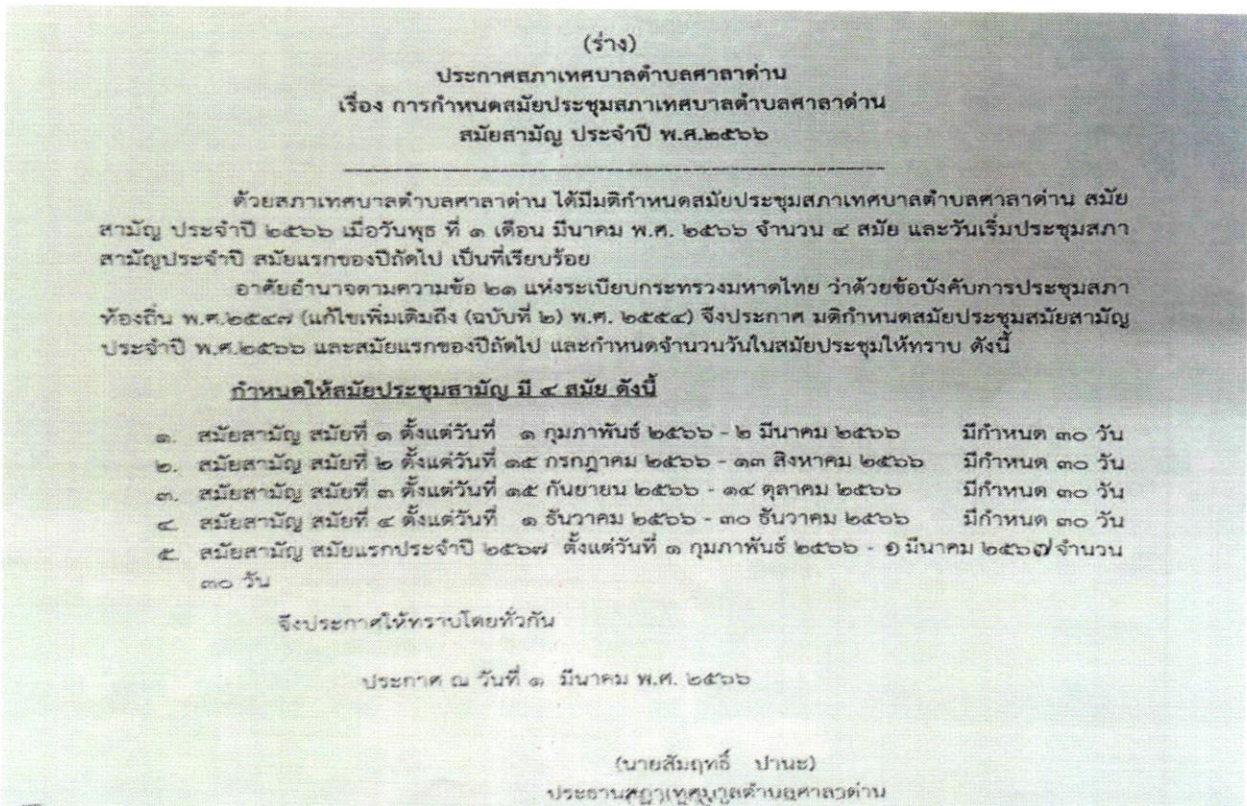 (ร่าง)
ประกาศสภาเทศบาลตำบลศาลาด่าน
เรื่อง การกำหนดสมัยประชุมสภาเทศบาลตำบลศาลาด่าน
สมัยสามัญ ประจำปี พ.ศ.๒๕๖๖
ด้วยสภาเทศบาลตำบลศาลาด่าน ได้มีมติกำหนดสมัยประชุมสภาเทศบาลตำบลศาลาด่าน สมัย
สามัญ ประจำปี ๒๕๖๖ เมื่อวันพุธ ที่ ๑ เดือน มีนาคม พ.ศ. ๒๕๖๖ จำนวน ๔ สมัย และวันเริ่มประชุมสภา
สามัญประจำปี สมัยแรกของปีถัดไป เป็นที่เรียบร้อย
อาศัยอำนาจตามความข้อ ๒๑ แห่งระเบียบกระทรวงมหาดไทย ว่าด้วยข้อบังคับการประชุมสภา
ท้องถิ่น พ.ศ.๒๕๔๗ (แก้ไขเพิ่มเติมถึง (ฉบับที่ ๒) พ.ศ. ๒๕๕๔) จึงประกาศ มติกำหนดสมัยประชุมสมัยสามัญ
ประจำปี พ.ศ.๒๕๖๖ และสมัยแรกของปีถัดไป และกำหนดจำนวนวันในสมัยประชุมให้ทราบ ดังนี้
กำหนดให้สมัยประชุมสามัญ มี ๔ สมัย ดังนี้
๑. สมัยสามัญ สมัยที่ ๑ ตั้งแต่วันที่ ๑ กุมภาพันธ์ ๒๕๖๖ - ๒ มีนาคม ๒๕๖๖ มีกำหนด ๓๐ วัน
๒. สมัยสามัญ สมัยที่ ๒ ตั้งแต่วันที่ ๑๕ กรกฎาคม ๒๕๖๖ - ๑๓ สิงหาคม ๒๕๖๖ มีกำหนด ๓๐ วัน
๓. สมัยสามัญ สมัยที่ ๓ ตั้งแต่วันที่ ๑๕ กันยายน ๒๕๖๖ - ๑๔ ตุลาคม ๒๕๖๖ มีกำหนด ๓๐ วัน
๔. สมัยสามัญ สมัยที่ ๔ ตั้งแต่วันที่ ๑ ธันวาคม ๒๕๖๖ - ๓๐ ธันวาคม ๒๕๖๖ มีกำหนด ๓๐ วัน
๕. สมัยสามัญ สมัยแรกประจำปี ๒๕๖๗ ตั้งแต่วันที่ ๑ กุมภาพันธ์ ๒๕๖๖ - ๑ มีนาคม ๒๕๖๗ จำนวน
๓๐ วัน
จึงประกาศให้ทราบโดยทั่วกัน
ประกาศ ณ วันที่ ๑ มีนาคม พ.ศ. ๒๕๖๖
(นายสัมฤทธิ์ ปานะ)
ประธานสภาเทศบาลตำบลศาลาด่าน